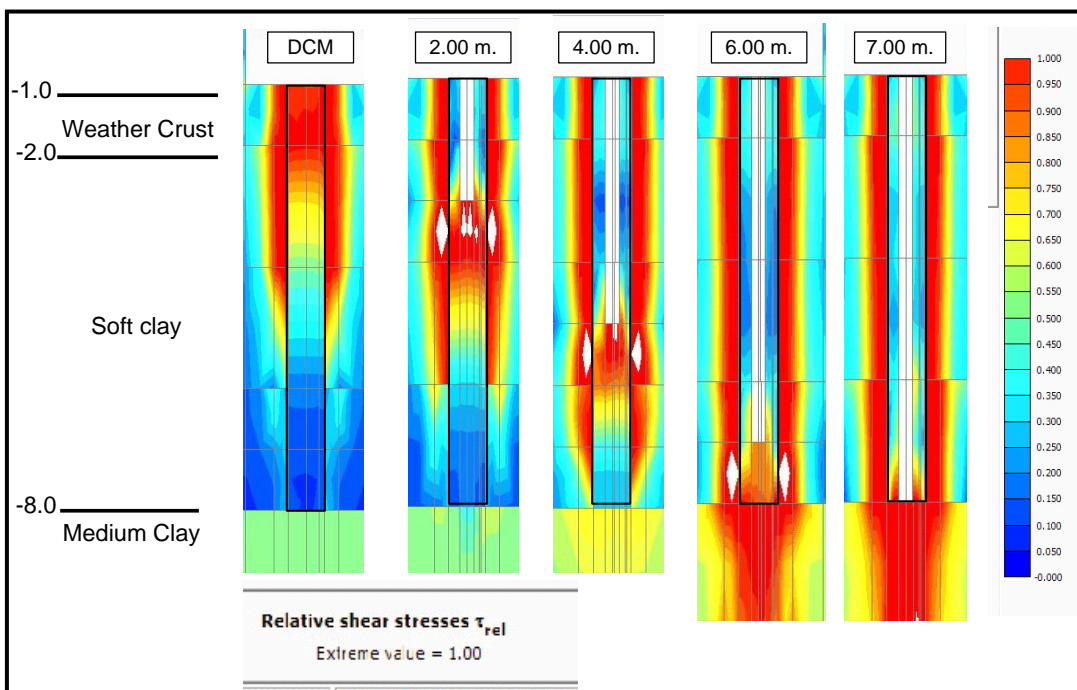 DCM
2.00 m.
4.00 m.
6.00 m.
7.00 m.
-1.0
Weather Crust
-2.0
Soft clay
-8.0
Medium Clay
1.000
0.950
0.900
0.850
0.800
0.750
0.700
0.650
0.600
0.550
0.500
0.450
0.400
0.350
0.300
0.250
0.200
0.150
0.100
0.050
-0.000
Relative shear stresses τrel
Extreme value = 1.00